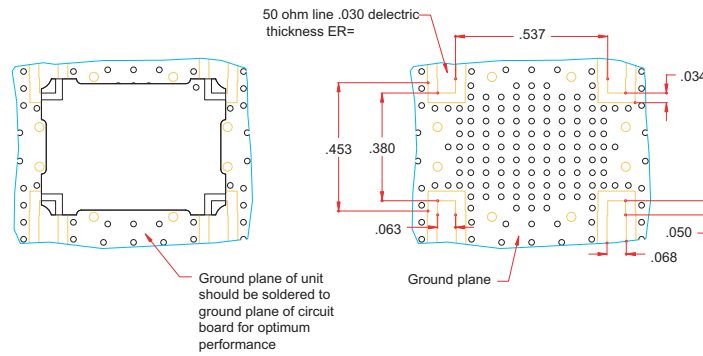 50 ohm line .030 delectric
thickness ER=
.537
.034
.453
.380
.063
.050
.068
Ground plane
Ground plane of unit
should be soldered to
ground plane of circuit
board for optimum
performance